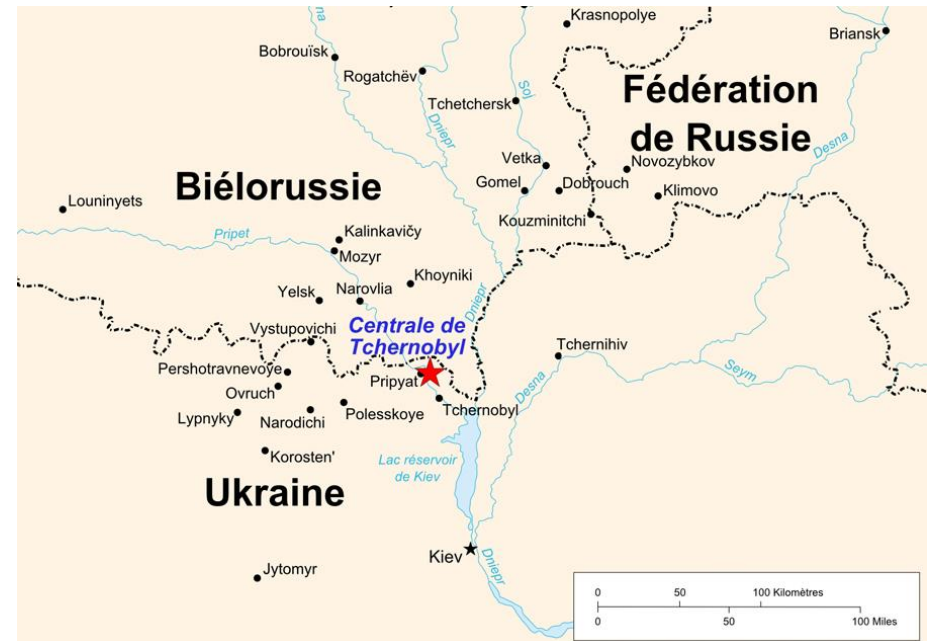 Krasnopolye
Briansk
na
Bobrouïsk
Rogatchëv
Soj
Tchetchersk
Fédération
de Russie
Dniepr
Desna
Vetka
Novozybkov
Biélorussie
Gomel
Dobrouch
Klimovo
Louninyets
Kouzminitchi
Pripet
Kalinkavičy
Mozyr
Khoyniki
Yelsk
Narovlia
Dniepr
Vystupovichi
Centrale de
Tchernobyl
Tchernihiv
Pershotravnevoye
Seym
Pripyat
Ovruch
Desna
Lypnyky
Narodichi
Polesskoye
Tchernobyl
Korosten'
Lac réservoir
de Kiev
Ukraine
Kiev
Dniepr
Jytomyr
0 50 100 Kilomètres
0 50 100 Miles